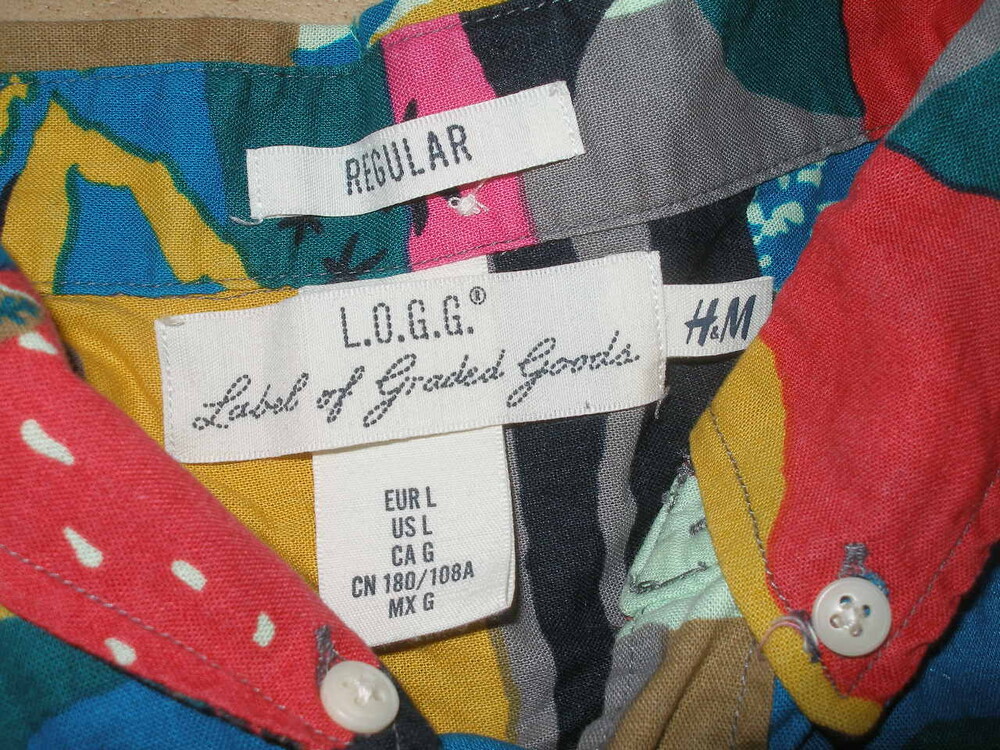 REGULAR
L.O.G.G.®
Label of Graded Goods
H&M
EUR L
US L
CA G
CN 180/108A
MX G